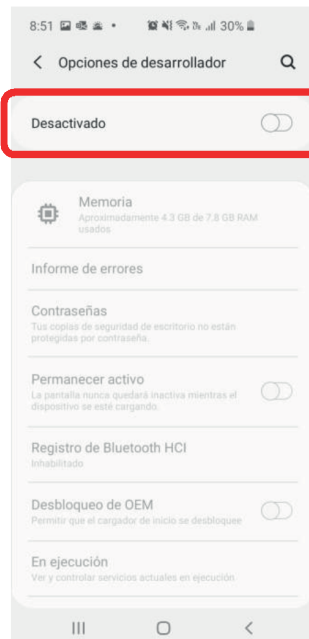 8:51 30%
Opciones de desarrollador
Desactivado
Memoria
Aproximadamente 4.3 GB de 7.8 GB RAM
usados
Informe de errores
Contraseñas
Tus copias de seguridad de escritorio no están
protegidas por contraseña.
Permanecer activo
La pantalla nunca quedará inactiva mientras el
dispositivo se esté cargando.
Registro de Bluetooth HCI
Inhabilitado
Desbloqueo de OEM
Permitir que el cargador de inicio se desbloquee
En ejecución
Ver y controlar servicios actuales en ejecución